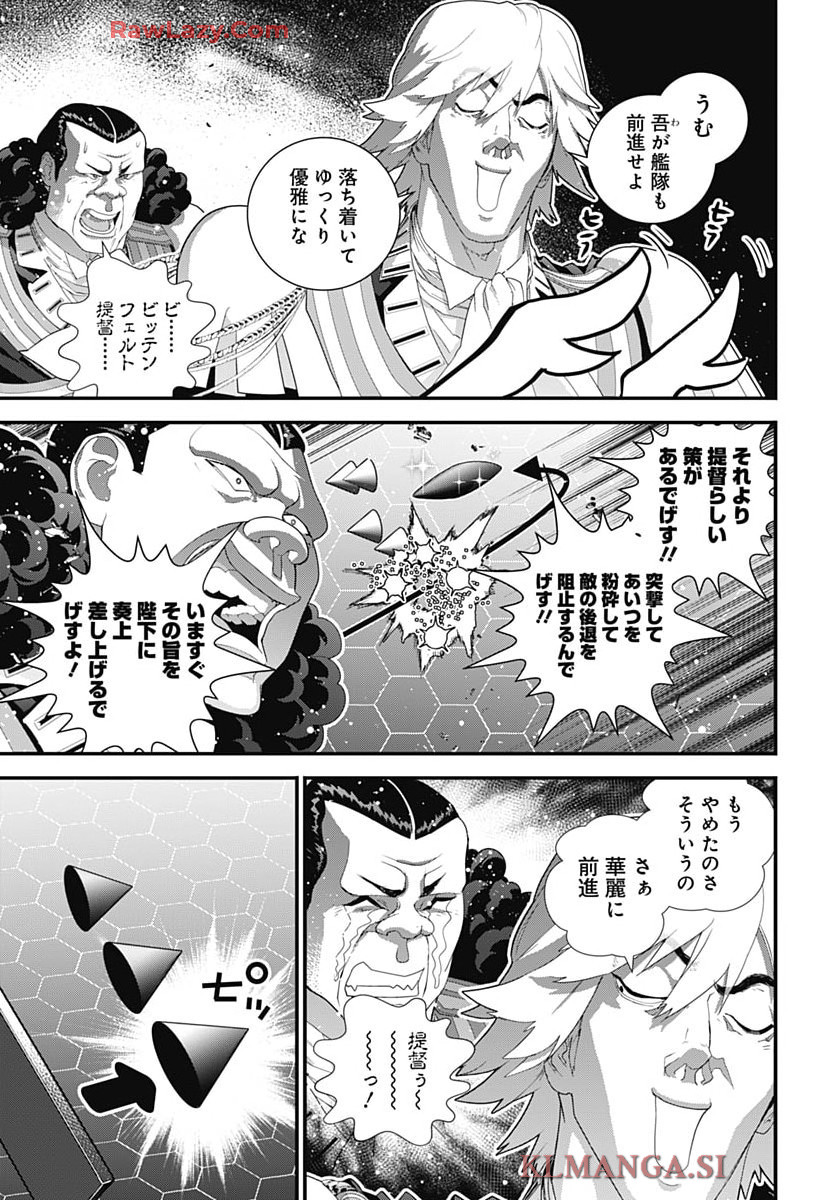 RawLazy.Com
うむ
吾が艦隊も
わ
前進せよ
ヒラ
ヒラ
落ち着いて
ゆっくり
優雅にな
ビ……
ビッテン
フェルト
提督……
それより
提督らしい
策が
あるでげす!!
突撃して
あいつを
粉砕して
敵の後退を
阻止するんで
げす!!
いますぐ
その旨を
陛下に
奏上
差し上げるで
げすよ!
もう
やめたのさ
そういうの
さぁ
華麗に
前進
提督ぅ〜
〜〜〜〜
〜〜っ!
ピッ
KLMANGA.SI